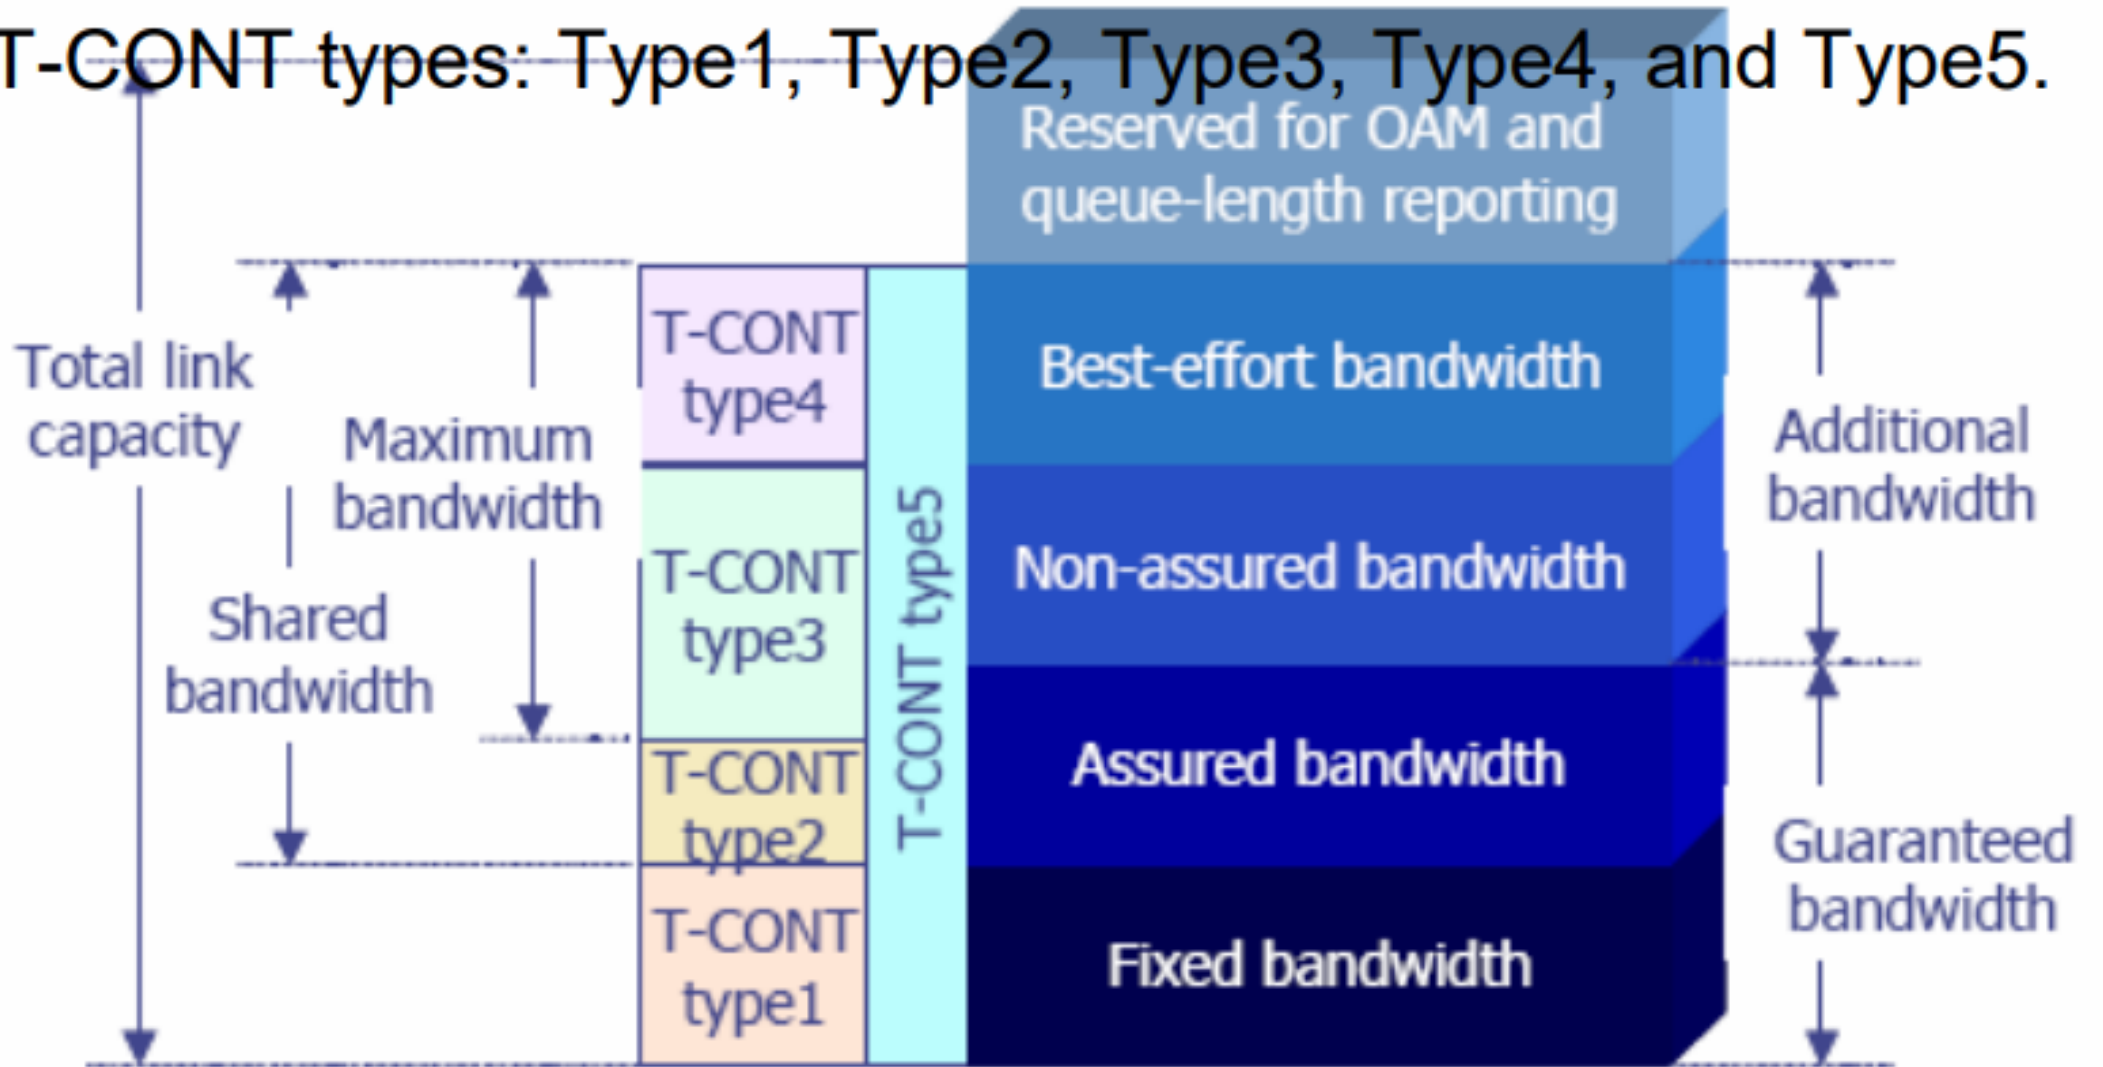 T-CONT types: Type1, Type2, Type3, Type4, and Type5.
Reserved for OAM and
queue-length reporting
Total link
capacity
Shared
bandwidth
Maximum
bandwidth
T-CONT
type4
T-CONT
type3
T-CONT
type2
T-CONT
type1
T-CONT type5
Best-effort bandwidth
Non-assured bandwidth
Assured bandwidth
Fixed bandwidth
Additional
bandwidth
Guaranteed
bandwidth